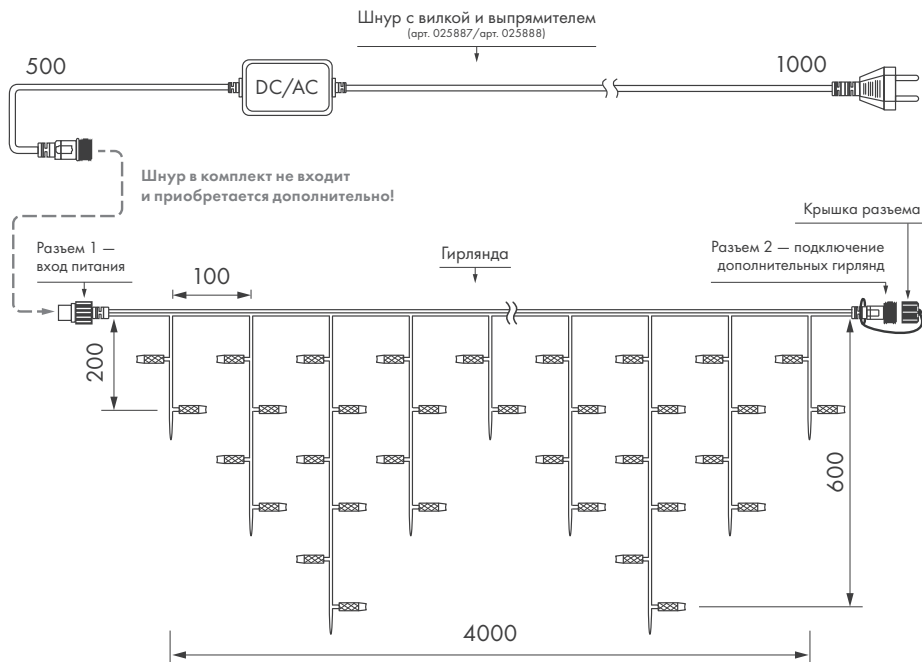 Шнур с вилкой и выпрямителем
(арт. 025887/арт. 025888)
500
DC/AC
1000
Шнур в комплект не входит
и приобретается дополнительно!
Крышка разъема
Разъем 1 —
вход питания
Гирлянда
Разъем 2 — подключение
дополнительных гирлянд
100
200
600
4000